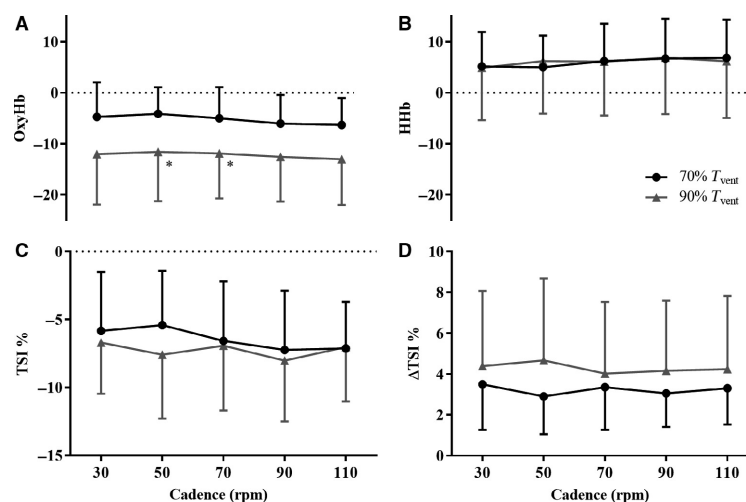 A
10
0
–10
–20
OxyHb
*
*
B
10
0
–10
–20
HHb
70% Tvent
90% Tvent
C
0
–5
–10
–15
TSI %
30 50 70 90 110
Cadence (rpm)
D
10
8
6
4
2
0
ΔTSI %
30 50 70 90 110
Cadence (rpm)